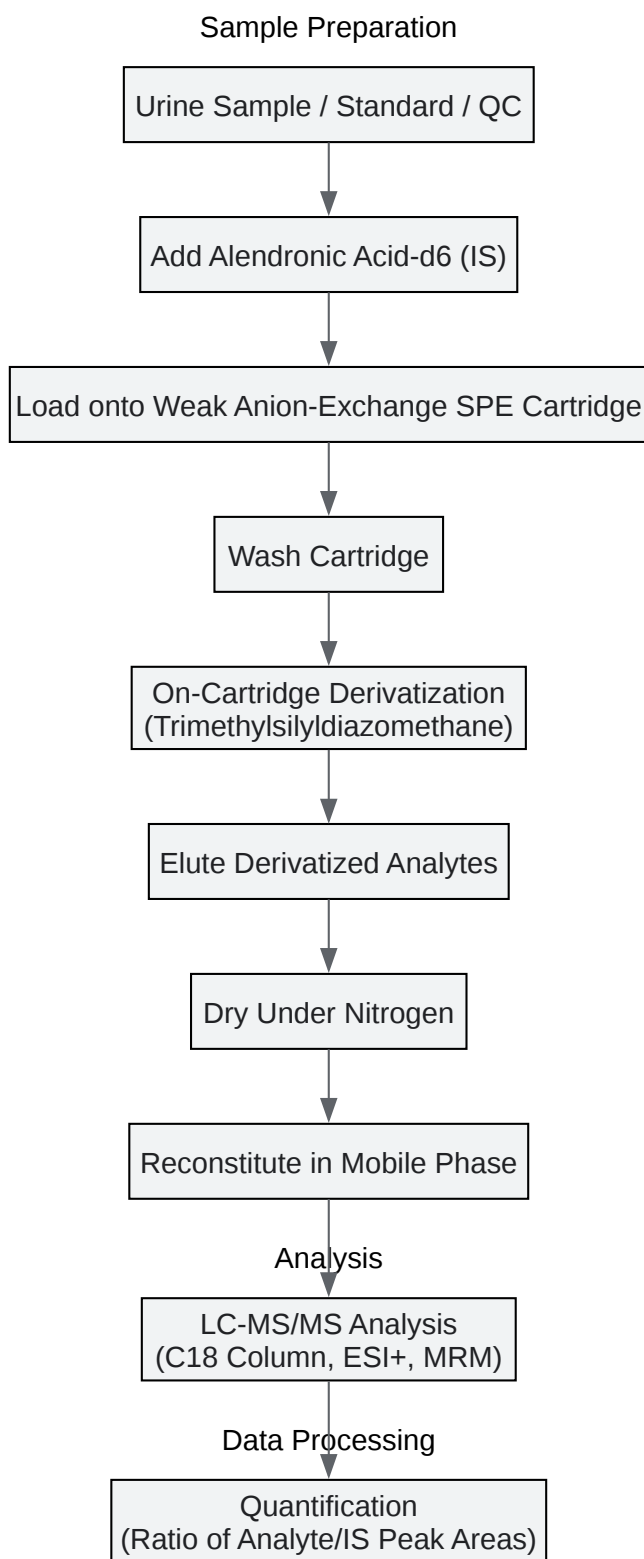 Sample Preparation
Urine Sample / Standard / QC
Add Alendronic Acid-d6 (IS)
Load onto Weak Anion-Exchange SPE Cartridge
Wash Cartridge
On-Cartridge Derivatization
(Trimethylsilyldiazomethane)
Elute Derivatized Analytes
Dry Under Nitrogen
Reconstitute in Mobile Phase
Analysis
LC-MS/MS Analysis
(C18 Column, ESI+, MRM)
Data Processing
Quantification
(Ratio of Analyte/IS Peak Areas)